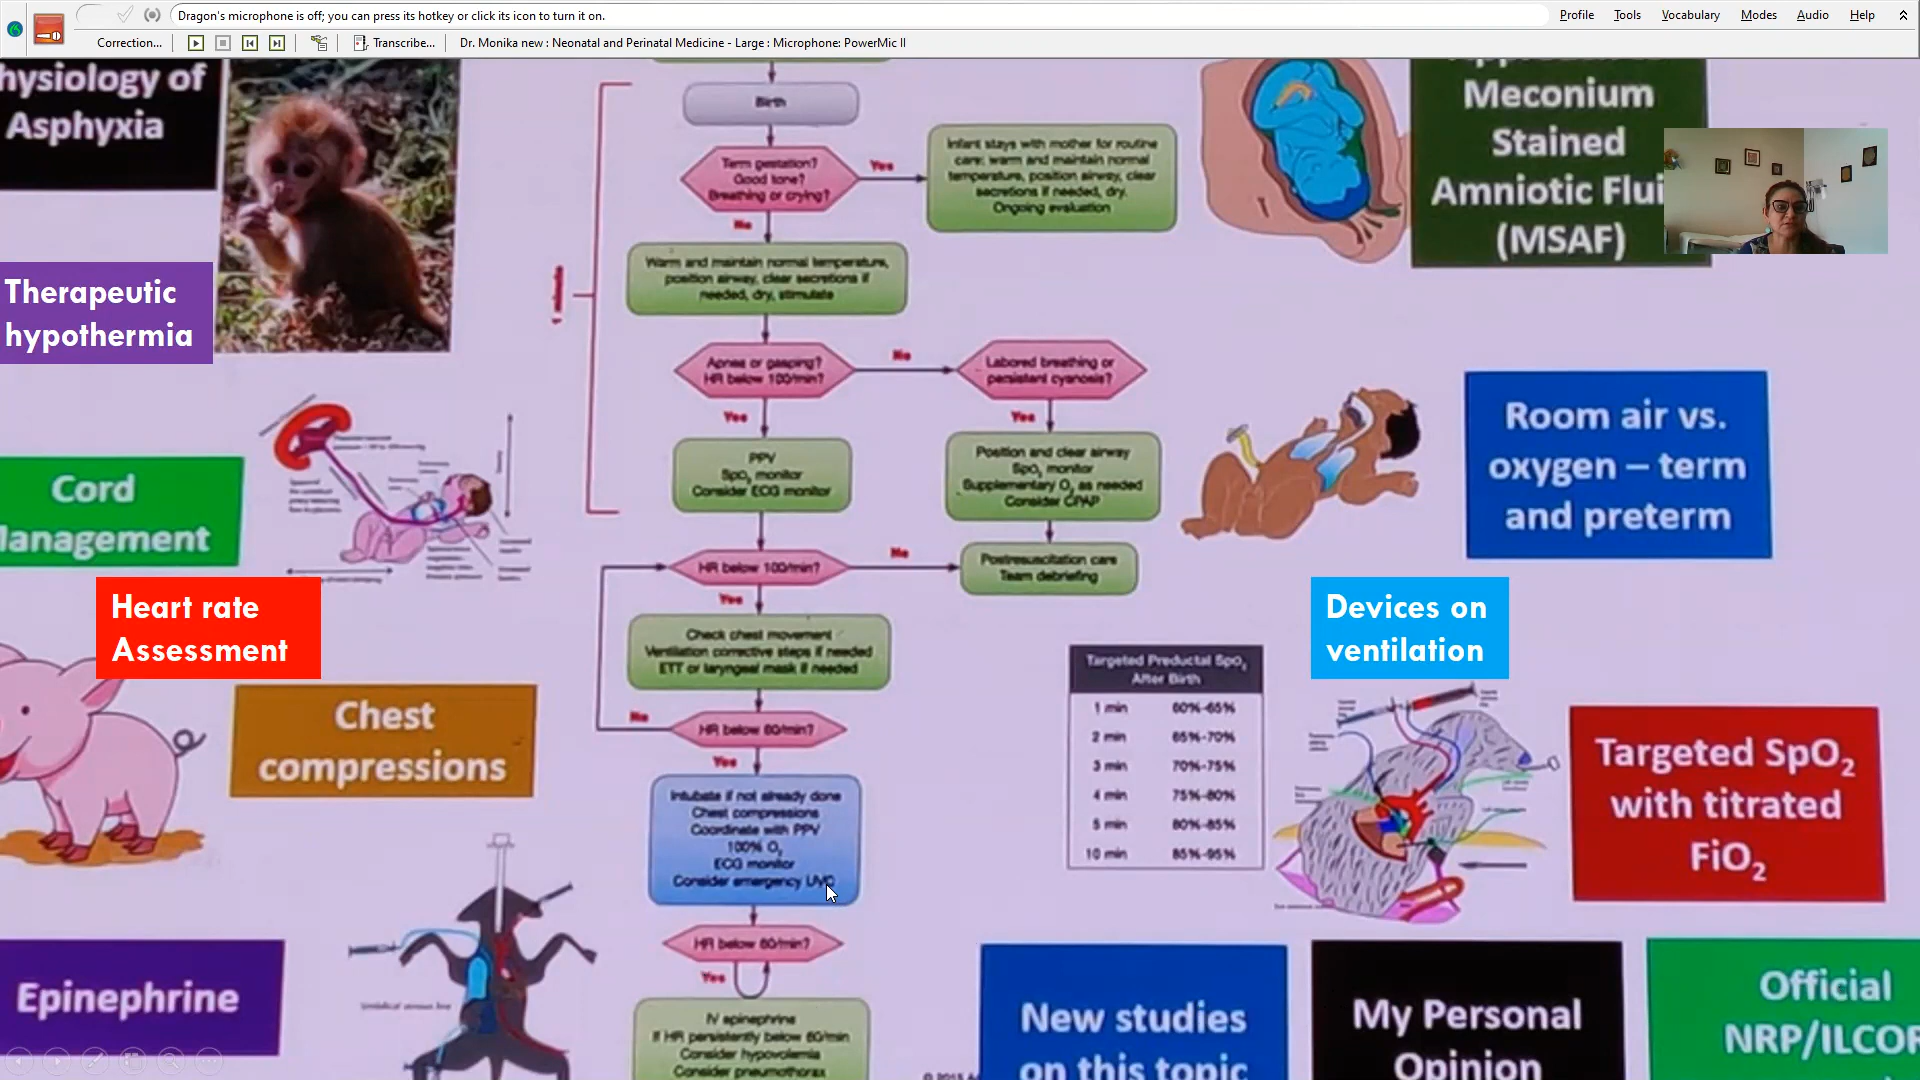 Dragon's microphone is off; you can press its hotkey or click its icon to turn it on.
Profile Tools Vocabulary Modes Audio Help
Correction... Transcribe... Dr. Monika new : Neonatal and Perinatal Medicine - Large : Microphone: PowerMic II
hysiology of
Asphyxia
Therapeutic
hypothermia
Cord
Management
Heart rate
Assessment
Chest
compressions
Epinephrine
1 minute
Birth
Term gestation?
Good tone?
Breathing or crying?
Yes
Infant stays with mother for routine
care: warm and maintain normal
temperature, position airway, clear
secretions if needed, dry.
Ongoing evaluation
No
Warm and maintain normal temperature,
position airway, clear secretions if
needed, dry, stimulate
Apnea or gasping?
HR below 100/min?
No
Labored breathing or
persistent cyanosis?
Yes
Yes
PPV
SpO₂ monitor
Consider ECG monitor
Position and clear airway
SpO₂ monitor
Supplementary O₂ as needed
Consider CPAP
HR below 100/min?
No
Postresuscitation care
Team debriefing
Yes
Check chest movement
Ventilation corrective steps if needed
ETT or laryngeal mask if needed
No
HR below 60/min?
Yes
Intubate if not already done
Chest compressions
Coordinate with PPV
100% O₂
ECG monitor
Consider emergency UVC
HR below 60/min?
Yes
IV epinephrine
If HR persistently below 60/min
Consider hypovolemia
Consider pneumothorax
Targeted Preductal SpO₂
After Birth
1 min 60%-65%
2 min 65%-70%
3 min 70%-75%
4 min 75%-80%
5 min 80%-85%
10 min 85%-95%
Umbilical venous line
Meconium
Stained
Amniotic Flui
(MSAF)
Room air vs.
oxygen – term
and preterm
Devices on
ventilation
Targeted SpO₂
with titrated
FiO₂
New studies
on this topic
My Personal
Opinion
Official
NRP/ILCOR
© 2015